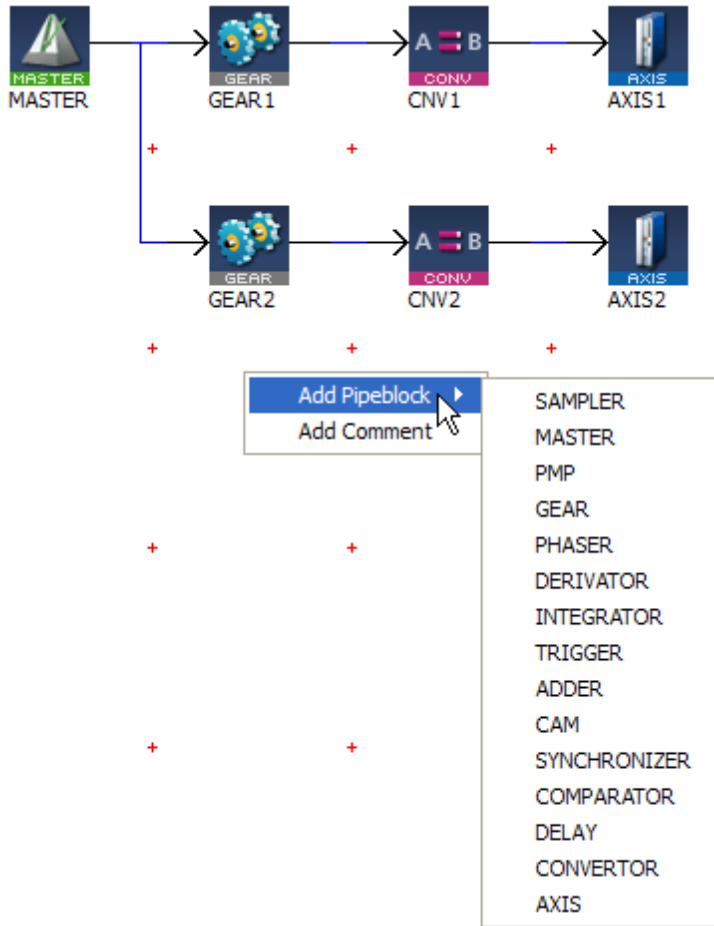 A B
MASTER GEAR CONV AXIS
MASTER GEAR1 CNV1 AXIS1
A B
GEAR CONV AXIS
GEAR2 CNV2 AXIS2
Add Pipeblock
Add Comment
SAMPLER
MASTER
PMP
GEAR
PHASER
DERIVATOR
INTEGRATOR
TRIGGER
ADDER
CAM
SYNCHRONIZER
COMPARATOR
DELAY
CONVERTOR
AXIS